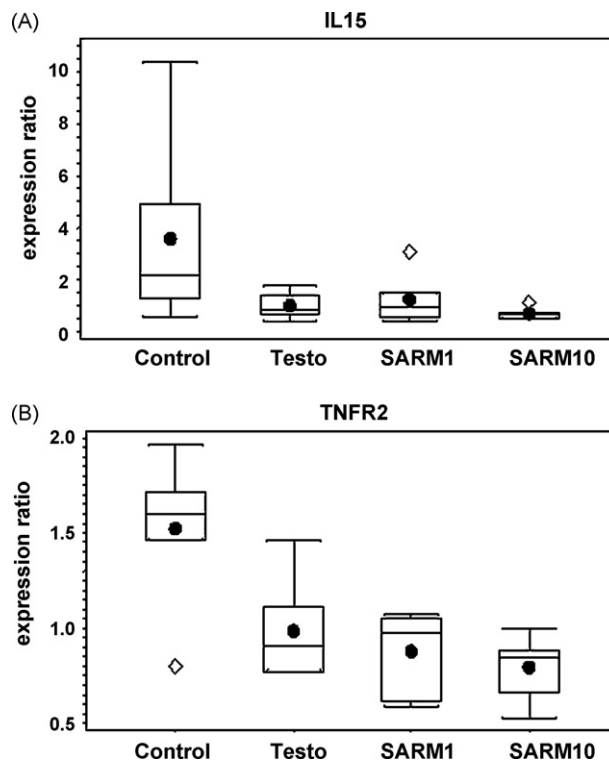 (A) IL15
expression ratio
10
8
6
4
2
0
Control Testo SARM1 SARM10
(B) TNFR2
expression ratio
2.0
1.5
1.0
0.5
Control Testo SARM1 SARM10